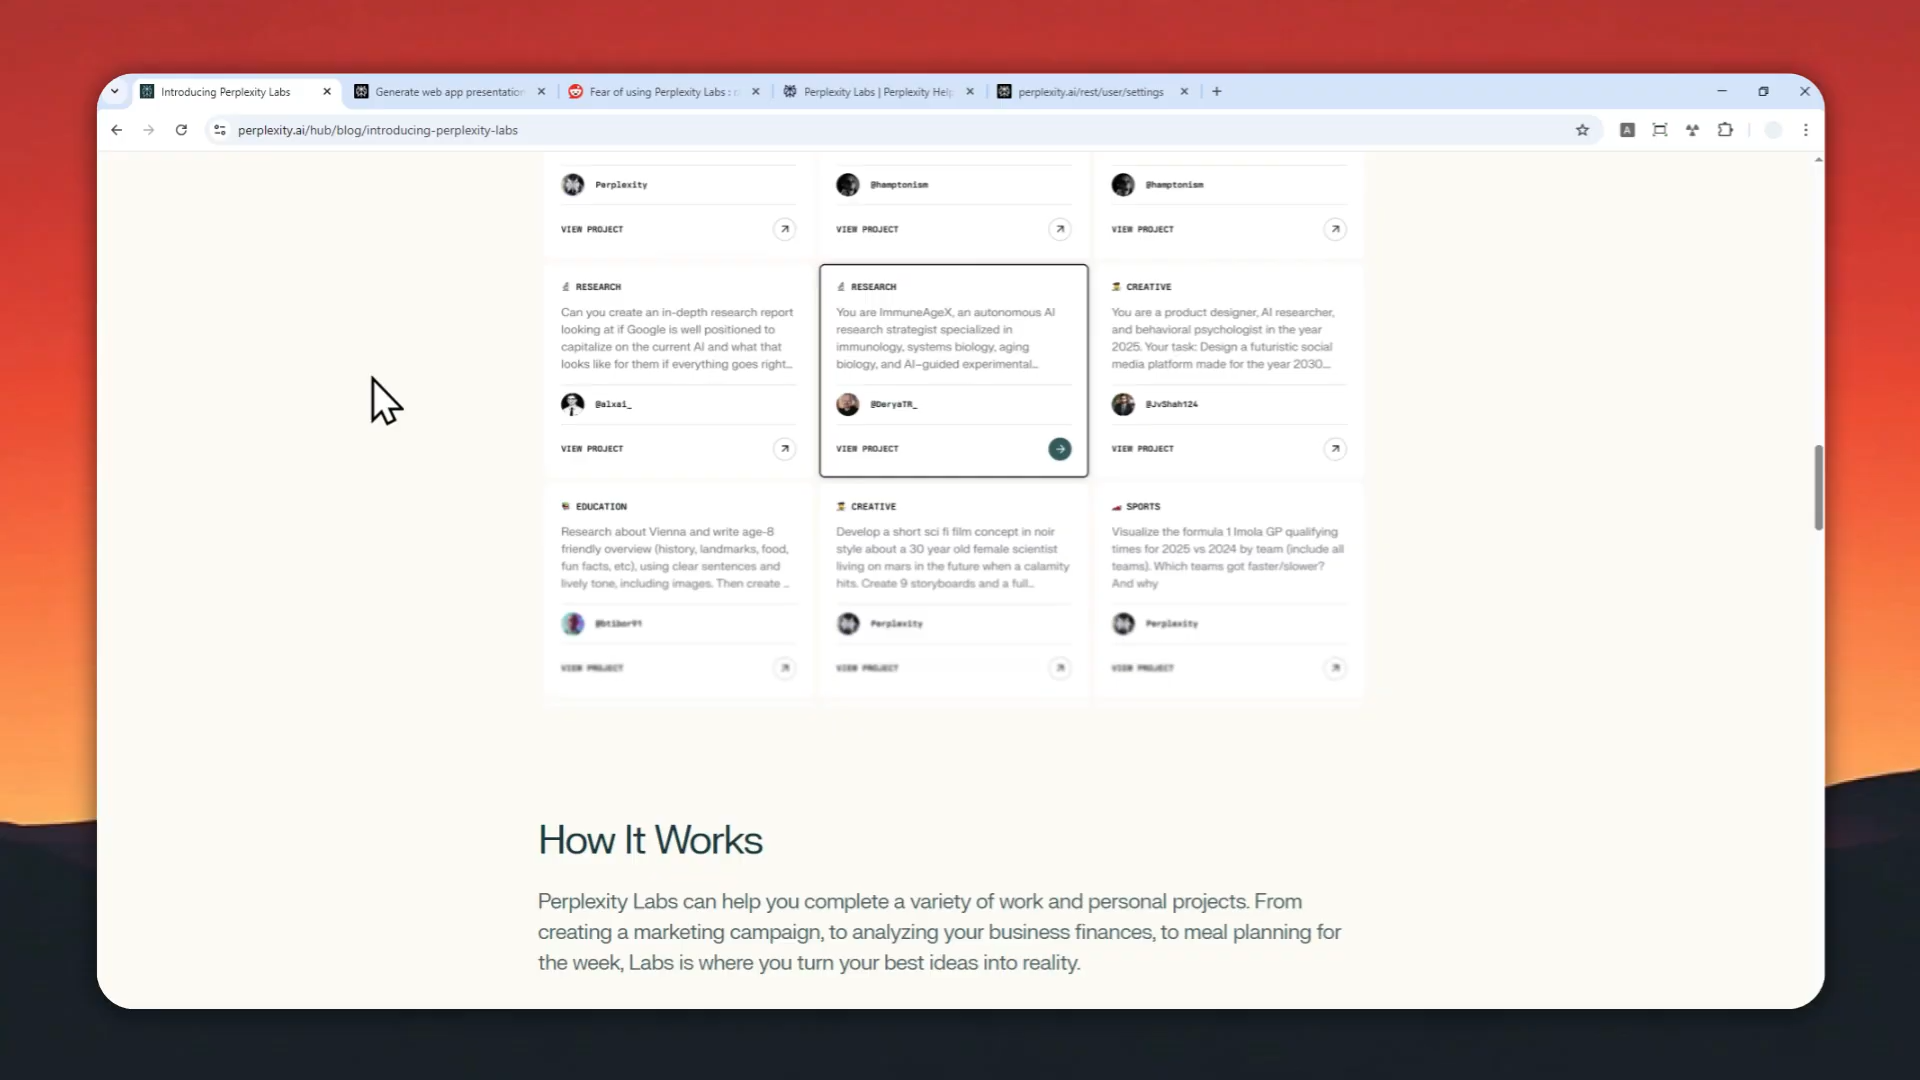 Introducing Perplexity Labs
Generate web app presentation
Fear of using Perplexity Labs :
Perplexity Labs | Perplexity Help
perplexity.ai/rest/user/settings
perplexity.ai/hub/blog/introducing-perplexity-labs
A
Perplexity
@hamptonism
@hamptonism
VIEW PROJECT
VIEW PROJECT
VIEW PROJECT
RESEARCH
Can you create an in-depth research report
looking at if Google is well positioned to
capitalize on the current AI and what that
looks like for them if everything goes right...
@alxai_
VIEW PROJECT
RESEARCH
You are ImmuneAgeX, an autonomous AI
research strategist specialized in
immunology, systems biology, aging
biology, and AI-guided experimental...
@DeryaTR_
VIEW PROJECT
CREATIVE
You are a product designer, AI researcher,
and behavioral psychologist in the year
2025. Your task: Design a futuristic social
media platform made for the year 2030...
@JvShah124
VIEW PROJECT
EDUCATION
Research about Vienna and write age-8
friendly overview (history, landmarks, food,
fun facts, etc), using clear sentences and
lively tone, including images. Then create ...
@btibor91
VIEW PROJECT
CREATIVE
Develop a short sci fi film concept in noir
style about a 30 year old female scientist
living on mars in the future when a calamity
hits. Create 9 storyboards and a full...
Perplexity
VIEW PROJECT
SPORTS
Visualize the formula 1 Imola GP qualifying
times for 2025 vs 2024 by team (include all
teams). Which teams got faster/slower?
And why
Perplexity
VIEW PROJECT
How It Works
Perplexity Labs can help you complete a variety of work and personal projects. From
creating a marketing campaign, to analyzing your business finances, to meal planning for
the week, Labs is where you turn your best ideas into reality.